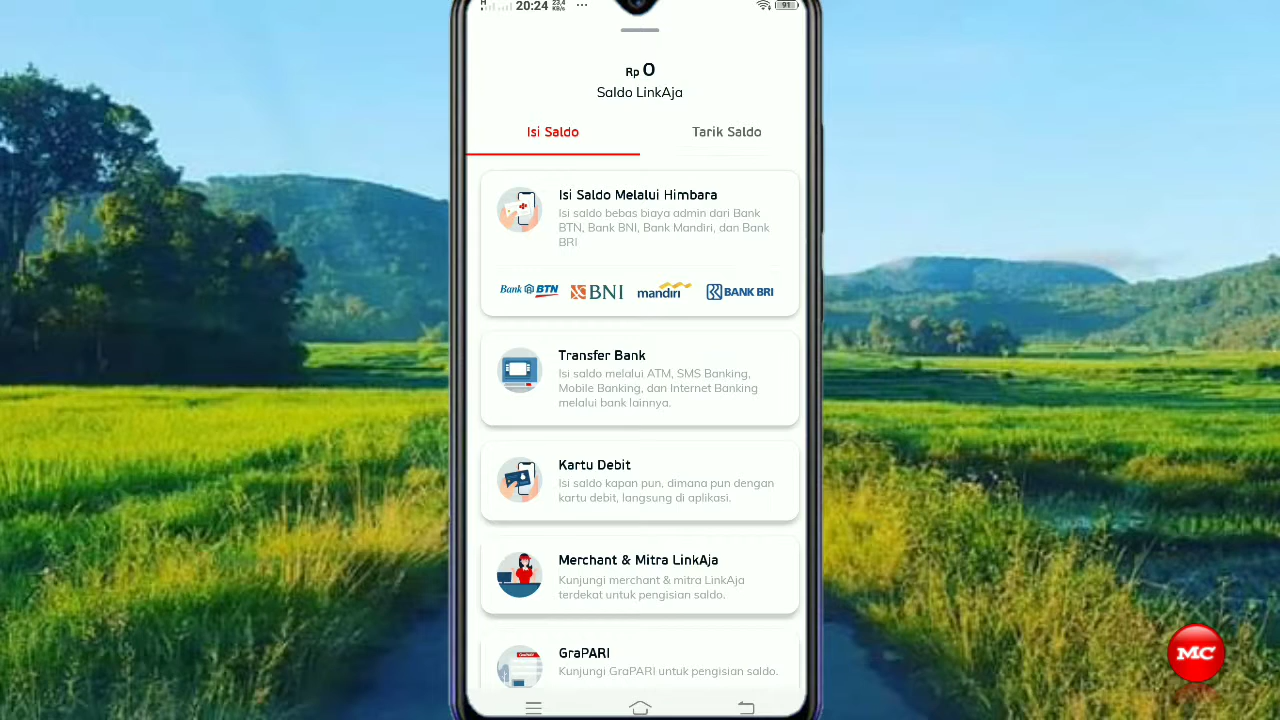 20:24 23,4 KB/s ... 91
Rp 0
Saldo LinkAja
Isi Saldo
Tarik Saldo
Isi Saldo Melalui Himbara
Isi saldo bebas biaya admin dari Bank
BTN, Bank BNI, Bank Mandiri, dan Bank
BRI
Bank BTN
BNI
mandiri
BANK BRI
Transfer Bank
Isi saldo melalui ATM, SMS Banking,
Mobile Banking, dan Internet Banking
melalui bank lainnya.
Kartu Debit
Isi saldo kapan pun, dimana pun dengan
kartu debit, langsung di aplikasi.
Merchant & Mitra LinkAja
Kunjungi merchant & mitra LinkAja
terdekat untuk pengisian saldo.
GraPARI
Kunjungi GraPARI untuk pengisian saldo.
MC